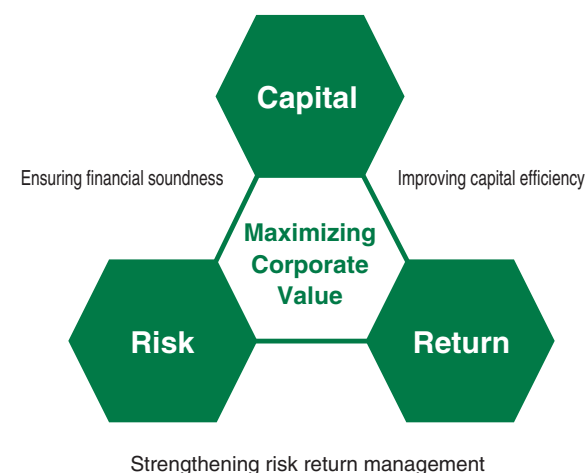 Capital
Ensuring financial soundness
Improving capital efficiency
Maximizing
Corporate
Value
Risk
Return
Strengthening risk return management